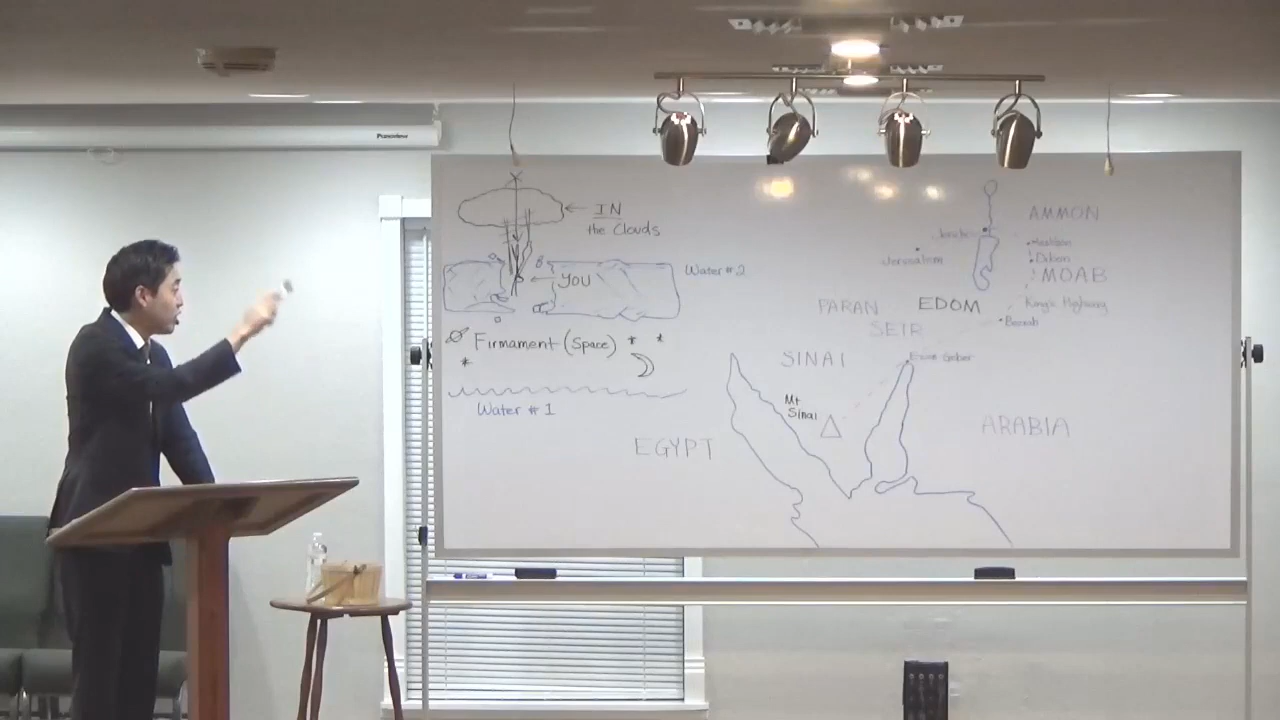 Panaview
IN
the Clouds
YOU
Water #2
Firmament (Space)
Water # 1
AMMON
Jericho
Jerusalem
Heshbon
Dibon
MOAB
King's Highway
PARAN
EDOM
SEIR
Bozrah
SINAI
Ezion Geber
Mt
Sinai
EGYPT
ARABIA